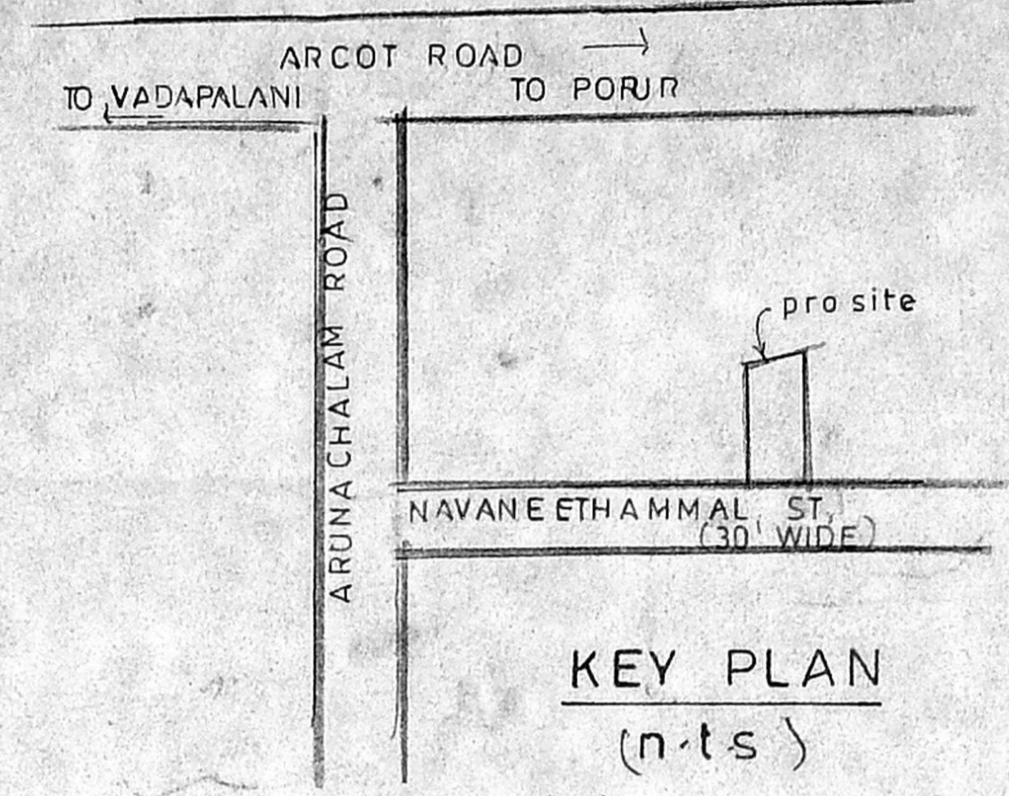 ARCOT ROAD
TO PORUR
TO VADAPALANI
ARUNACHALAM ROAD
pro site
NAVANEETHAMMAL ST.
(30' WIDE)
KEY PLAN
(n.t.s)